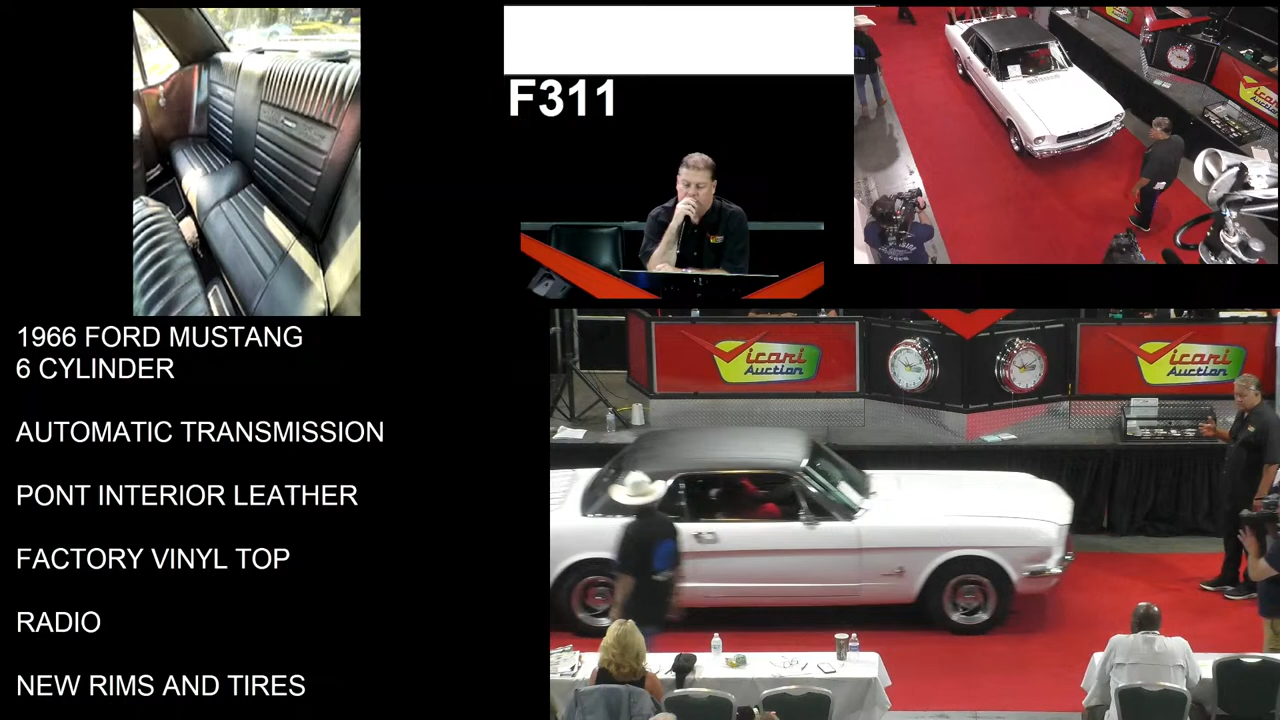 F311
1966 FORD MUSTANG
6 CYLINDER
AUTOMATIC TRANSMISSION
PONT INTERIOR LEATHER
FACTORY VINYL TOP
RADIO
NEW RIMS AND TIRES
Vicari
Auction
Vicari
Auction